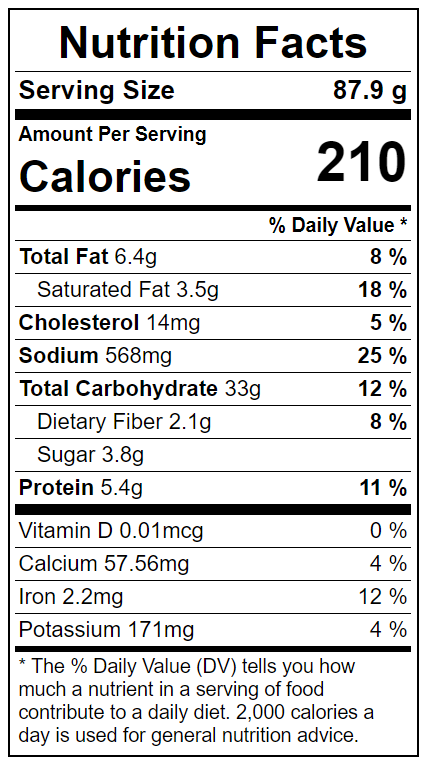 Nutrition Facts
Serving Size 87.9 g
Amount Per Serving
Calories 210
% Daily Value *
Total Fat 6.4g 8 %
Saturated Fat 3.5g 18 %
Cholesterol 14mg 5 %
Sodium 568mg 25 %
Total Carbohydrate 33g 12 %
Dietary Fiber 2.1g 8 %
Sugar 3.8g
Protein 5.4g 11 %
Vitamin D 0.01mcg 0 %
Calcium 57.56mg 4 %
Iron 2.2mg 12 %
Potassium 171mg 4 %
* The % Daily Value (DV) tells you how
much a nutrient in a serving of food
contribute to a daily diet. 2,000 calories a
day is used for general nutrition advice.